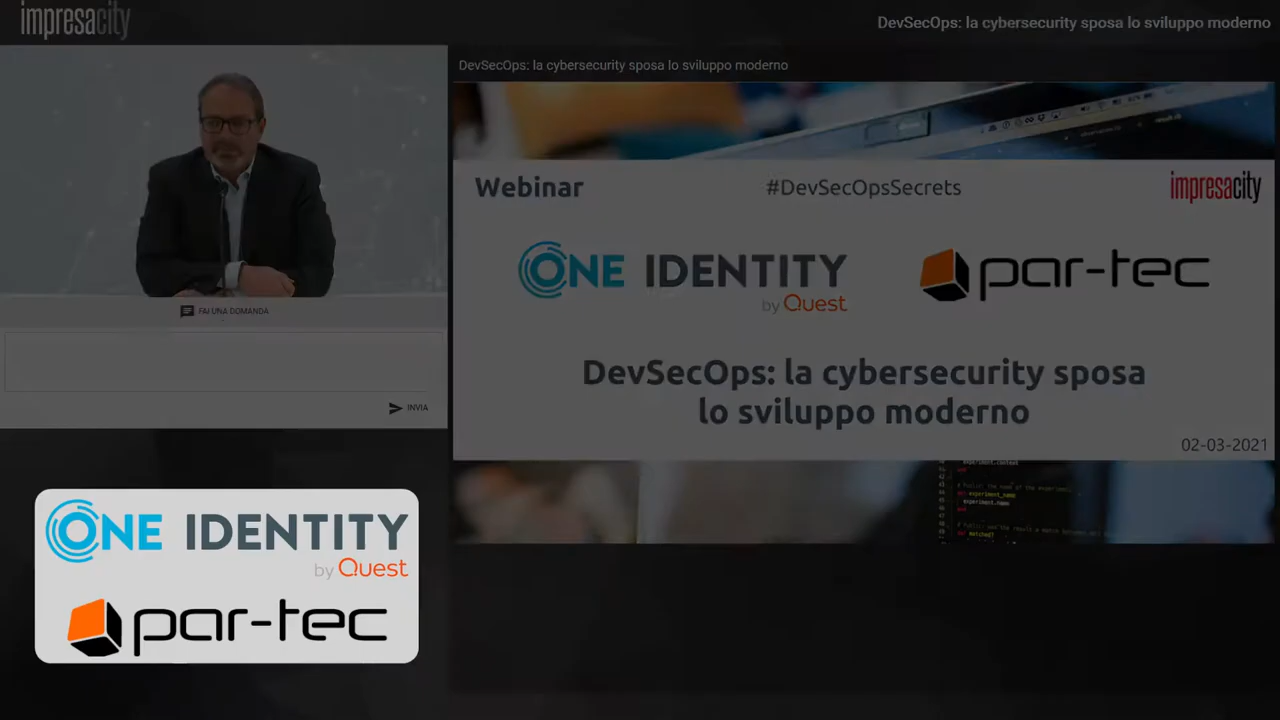 impresacity
DevSecOps: la cybersecurity sposa lo sviluppo moderno
DevSecOps: la cybersecurity sposa lo sviluppo moderno
FAI UNA DOMANDA
INVIA
Webinar
#DevSecOpsSecrets
impresacity
ONE IDENTITY
by Quest
par-tec
DevSecOps: la cybersecurity sposa
lo sviluppo moderno
02-03-2021
experiment_name
ONE IDENTITY
by Quest
par-tec